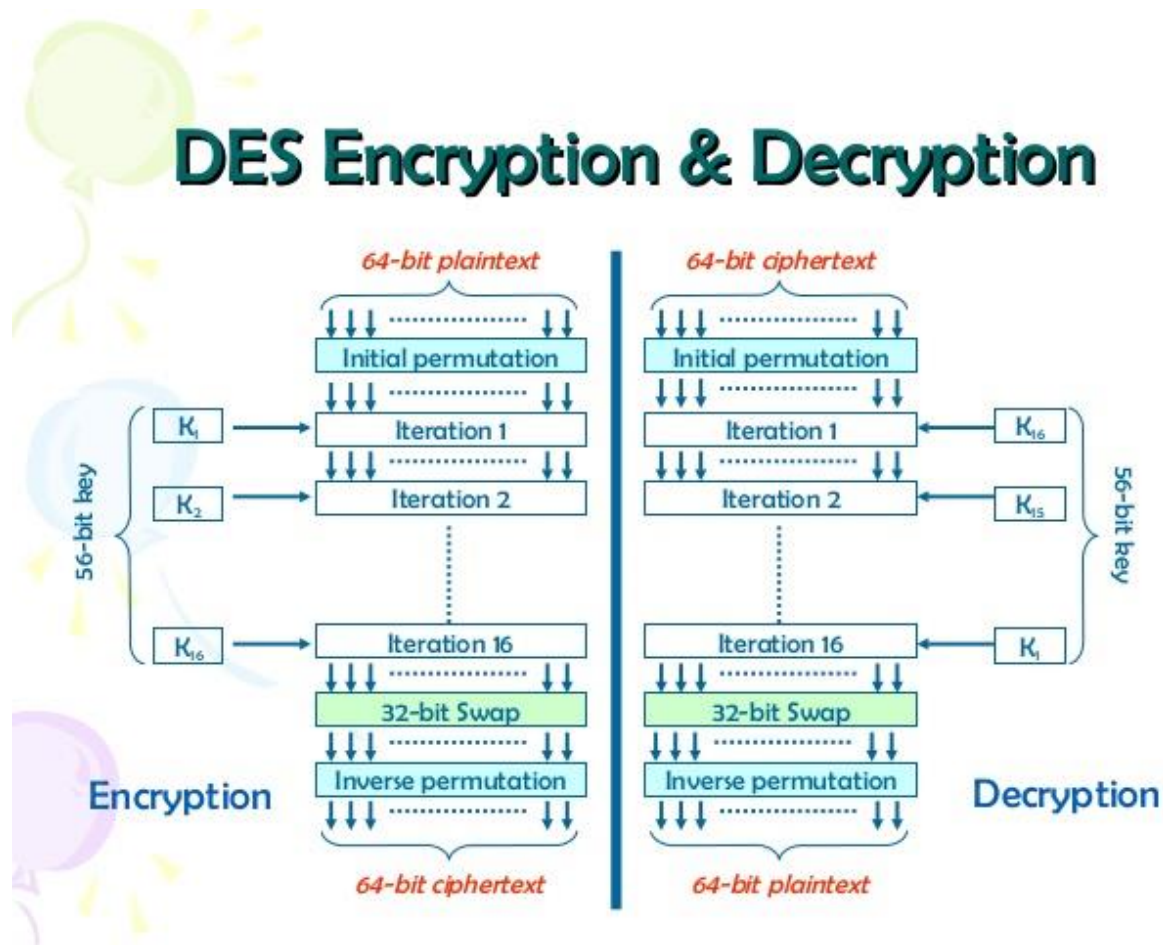 DES Encryption & Decryption
64-bit plaintext
Initial permutation
K₁
Iteration 1
K₂
Iteration 2
56-bit key
K₁₆
Iteration 16
32-bit Swap
Inverse permutation
Encryption
64-bit ciphertext
64-bit ciphertext
Initial permutation
Iteration 1
K₁₆
Iteration 2
K₁₅
56-bit key
Iteration 16
K₁
32-bit Swap
Inverse permutation
Decryption
64-bit plaintext